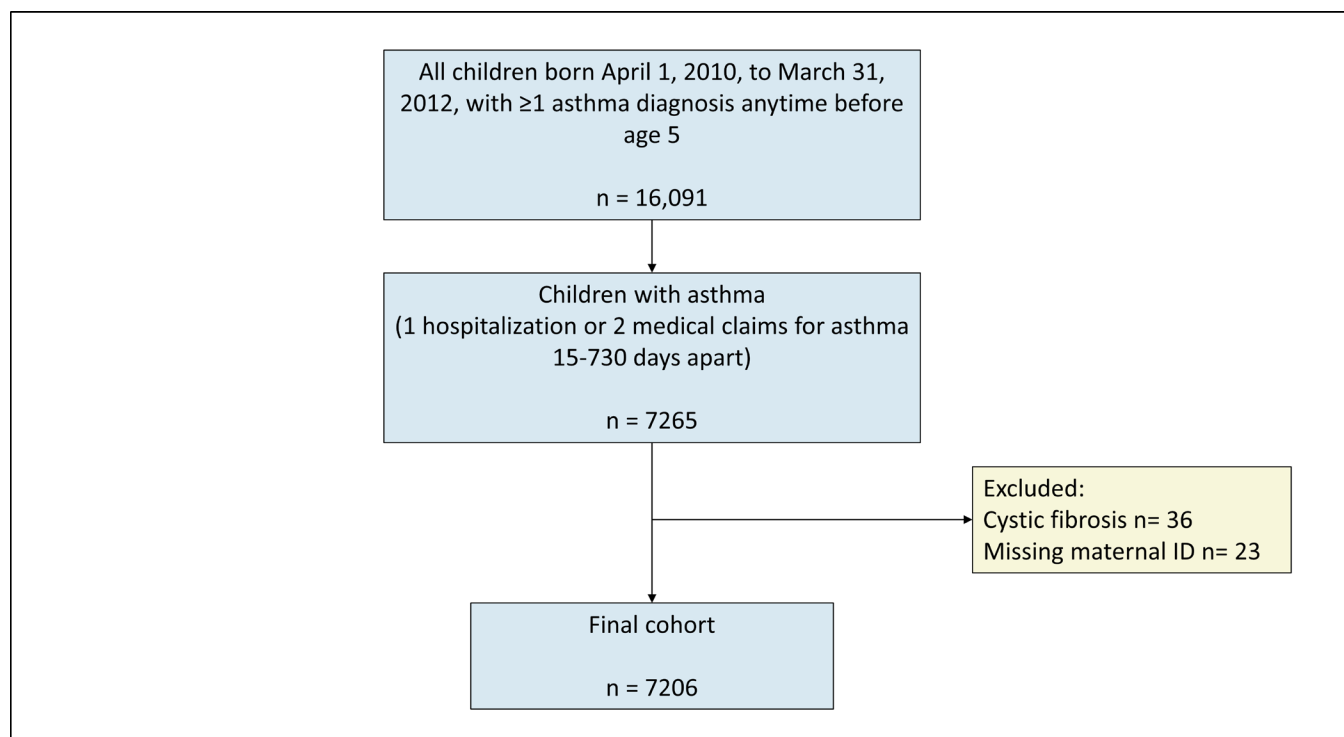 All children born April 1, 2010, to March 31,
2012, with ≥1 asthma diagnosis anytime before
age 5
n = 16,091
Children with asthma
(1 hospitalization or 2 medical claims for asthma
15-730 days apart)
n = 7265
Excluded:
Cystic fibrosis n= 36
Missing maternal ID n= 23
Final cohort
n = 7206